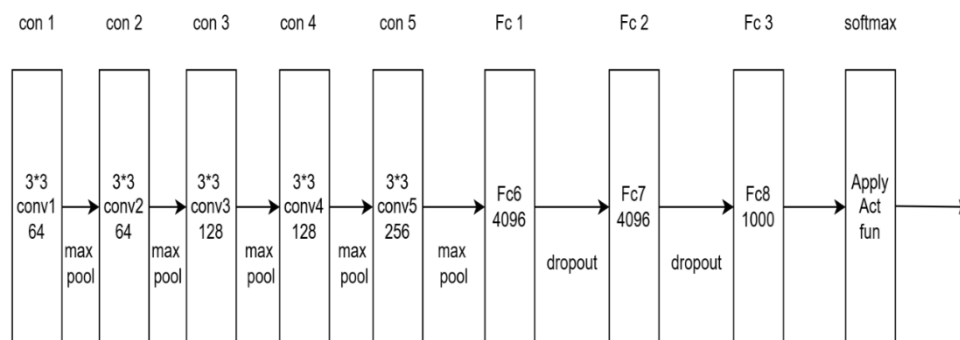 con 1
con 2
con 3
con 4
con 5
Fc 1
Fc 2
Fc 3
softmax
3*3
conv1
64
max
pool
3*3
conv2
64
max
pool
3*3
conv3
128
max
pool
3*3
conv4
128
max
pool
3*3
conv5
256
max
pool
Fc6
4096
dropout
Fc7
4096
dropout
Fc8
1000
Apply
Act
fun